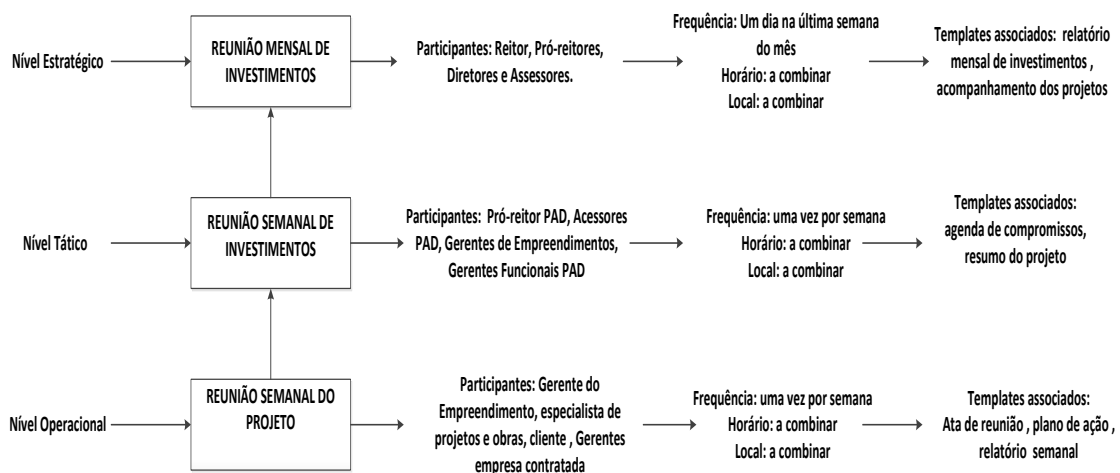 Nível Estratégico
REUNIÃO MENSAL DE
INVESTIMENTOS
Participantes: Reitor, Pró-reitores,
Diretores e Assessores.
Frequência: Um dia na última semana
do mês
Horário: a combinar
Local: a combinar
Templates associados: relatório
mensal de investimentos ,
acompanhamento dos projetos
Nível Tático
REUNIÃO SEMANAL DE
INVESTIMENTOS
Participantes: Pró-reitor PAD, Acessores
PAD, Gerentes de Empreendimentos,
Gerentes Funcionais PAD
Frequência: uma vez por semana
Horário: a combinar
Local: a combinar
Templates associados:
agenda de compromissos,
resumo do projeto
Nível Operacional
REUNIÃO SEMANAL DO
PROJETO
Participantes: Gerente do
Empreendimento, especialista de
projetos e obras, cliente , Gerentes
empresa contratada
Frequência: uma vez por semana
Horário: a combinar
Local: a combinar
Templates associados:
Ata de reunião , plano de ação ,
relatório semanal